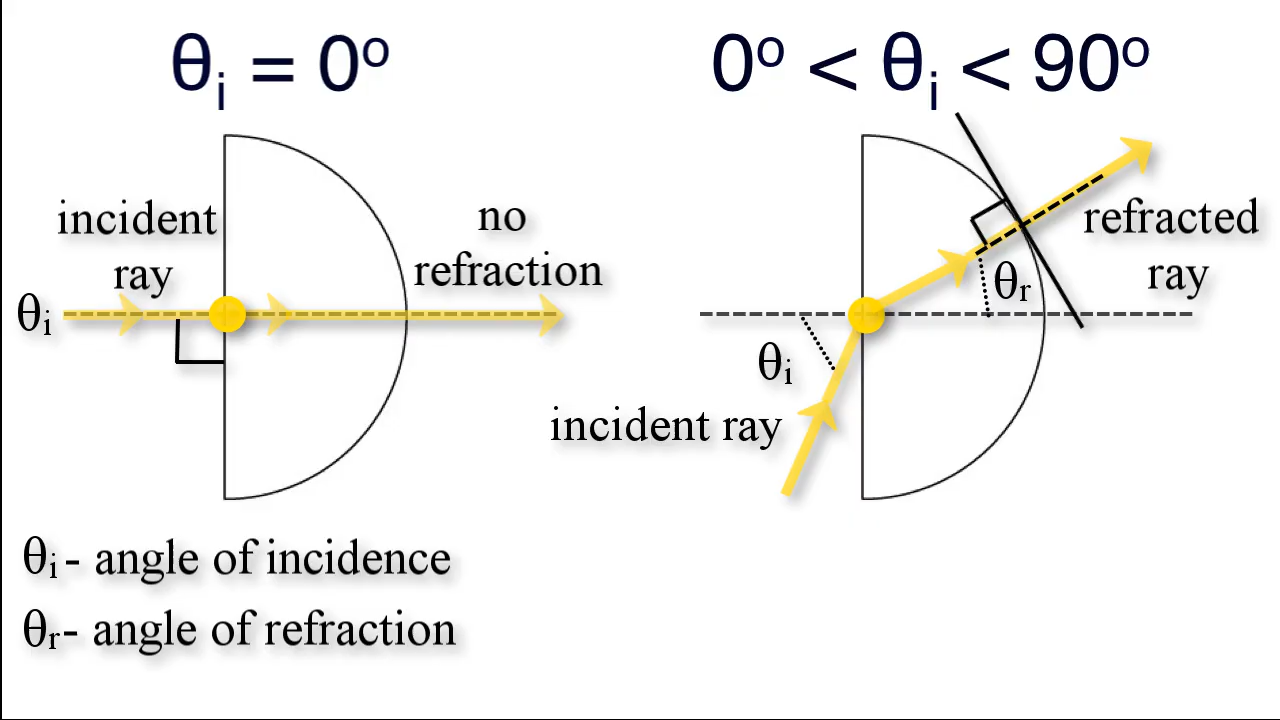 θi = 0º
0º < θi < 90º
incident
ray
no
refraction
θi
refracted
ray
θr
θi
incident ray
θi - angle of incidence
θr - angle of refraction